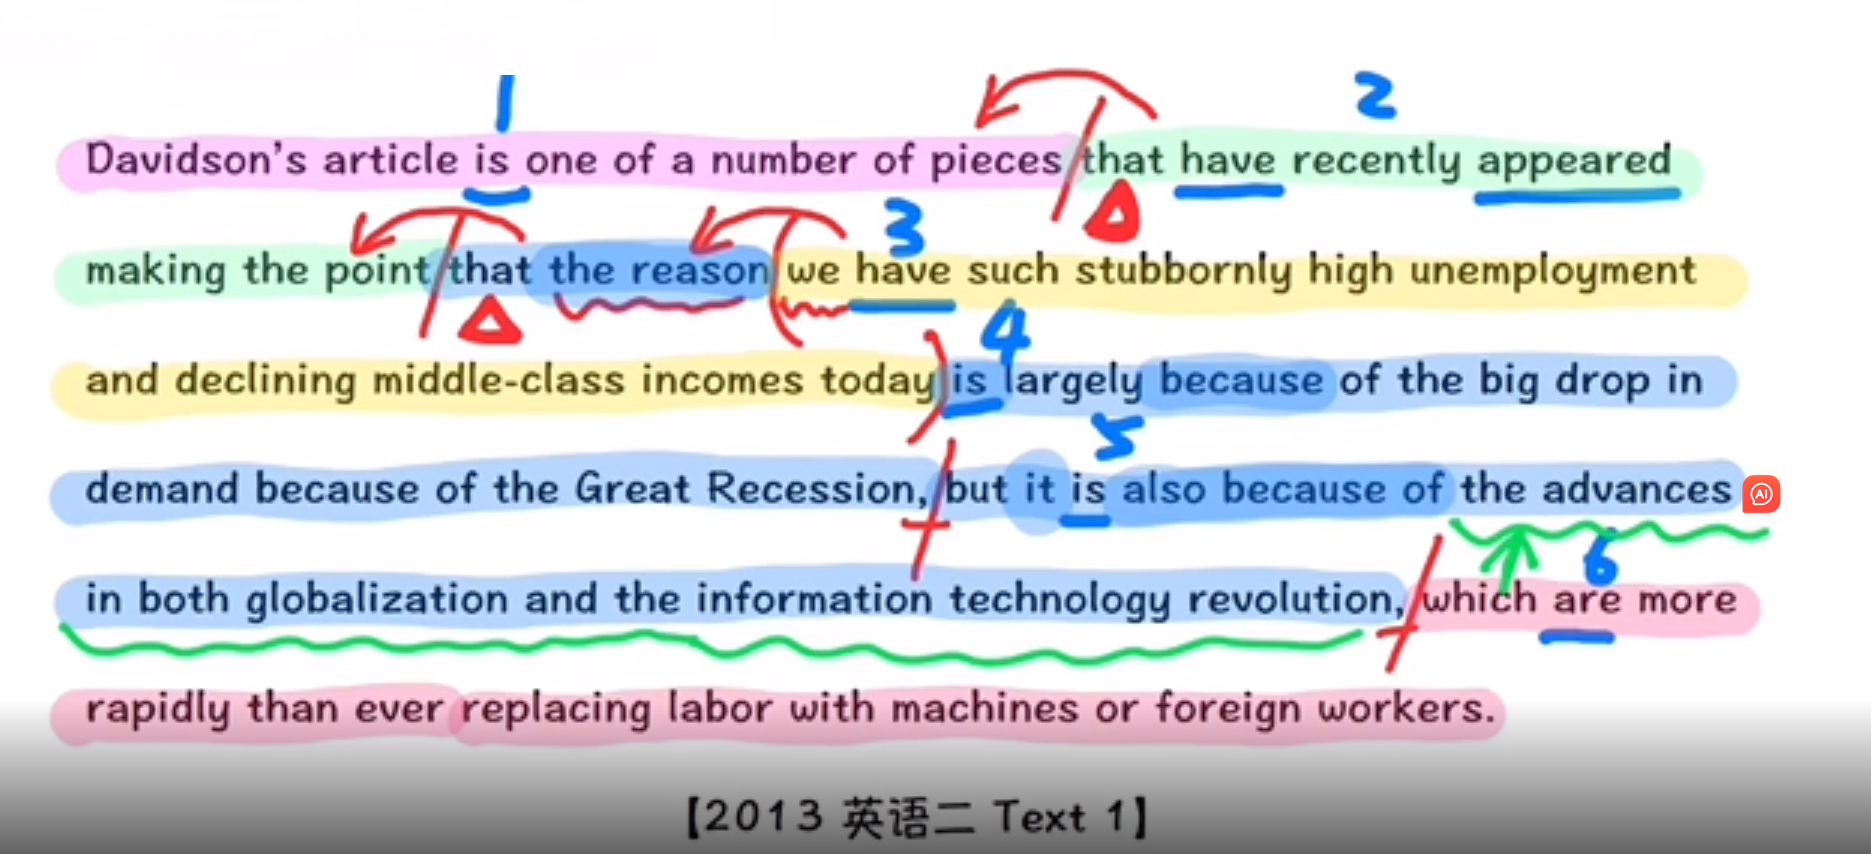 1 2
Davidson's article is one of a number of pieces that have recently appeared
3
making the point that the reason we have such stubbornly high unemployment
4
and declining middle-class incomes today is largely because of the big drop in
5
demand because of the Great Recession, but it is also because of the advances
AI
6
in both globalization and the information technology revolution, which are more
rapidly than ever replacing labor with machines or foreign workers.
【2013 英语二 Text 1】